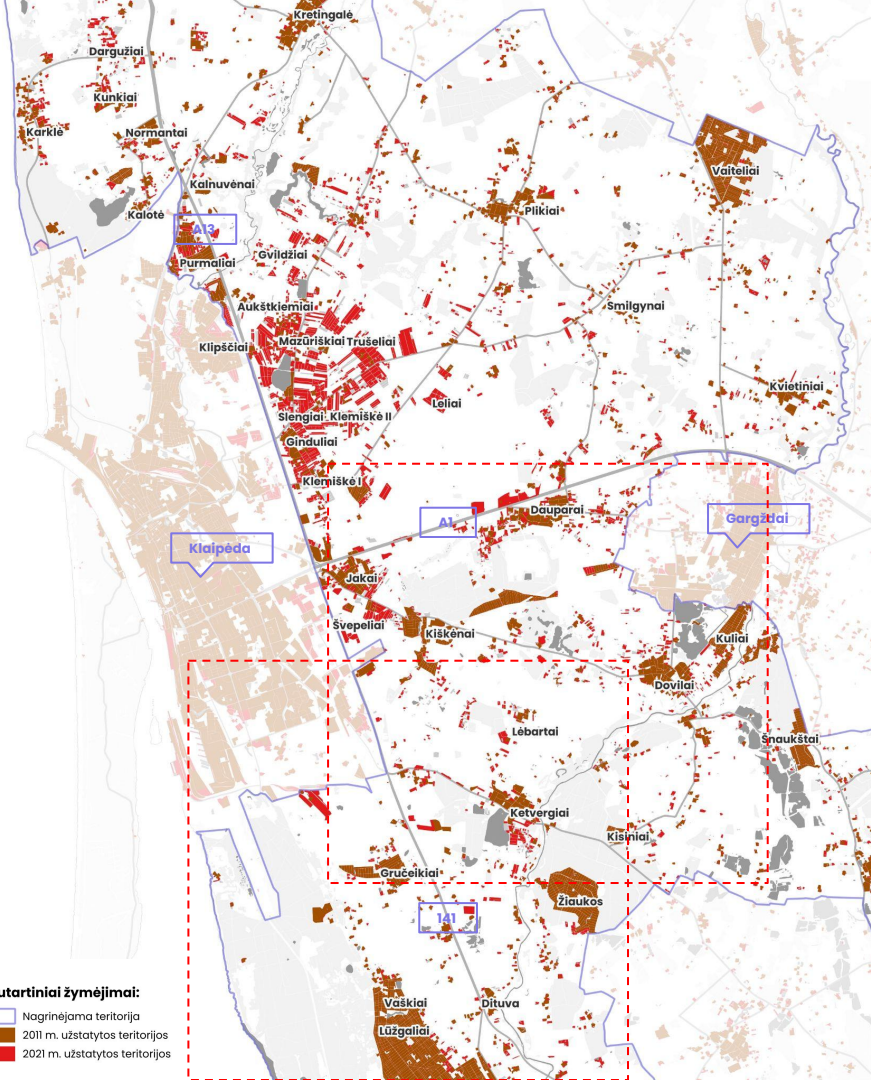 Kretingalė
Dargužiai
Kunkiai
Karklė
Normantai
Vaiteliai
Kalnuvėnai
Kalotė
Plikiai
A13
Gvildžiai
Purmaliai
Aukštkiemiai
Smilgynai
Klipščiai
Mazūriškiai
Trušeliai
Kvietiniai
Leliai
Slengiai
Klemiškė II
Ginduliai
Klemiškė I
Dauparai
A1
Gargždai
Klaipėda
Jakai
Švepeliai
Kiškėnai
Kuliai
Dovilai
Lėbartai
Šnaukštai
Ketvergiai
Kisiniai
Gručeikiai
Žiaukos
141
utartiniai žymėjimai:
Vaškiai
Dituva
Nagrinėjama teritorija
2011 m. užstatytos teritorijos
Lūžgaliai
2021 m. užstatytos teritorijos